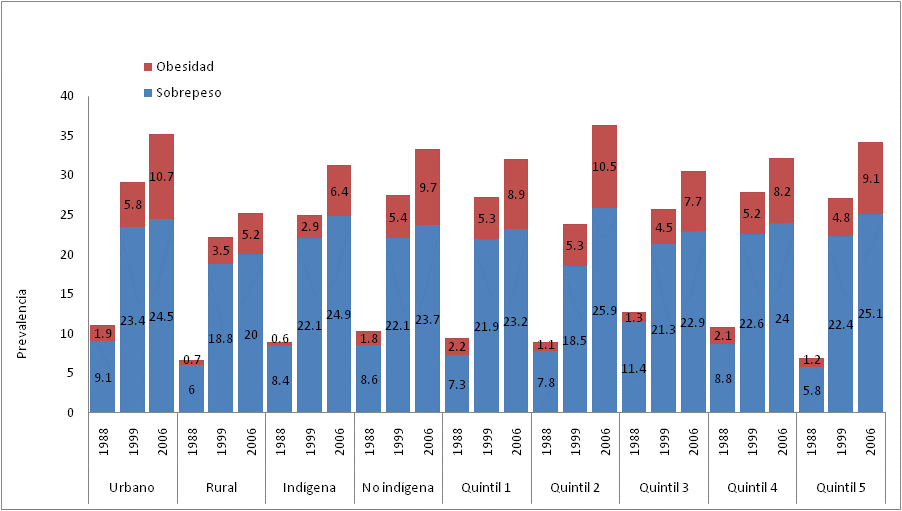 Obesidad
Sobrepeso
40
35
30
25
20
15
10
5
0
Prevalencia
1.9 5.8 10.7 0.7 3.5 5.2 0.6 2.9 6.4 1.8 5.4 9.7 2.2 5.3 8.9 1.1 5.3 10.5 1.3 4.5 7.7 2.1 5.2 8.2 1.2 4.8 9.1
9.1 23.4 24.5 6 18.8 20 8.4 22.1 24.9 8.6 22.1 23.7 7.3 21.9 23.2 7.8 18.5 25.9 11.4 21.3 22.9 8.8 22.6 24 5.8 22.4 25.1
1988 1999 2006 1988 1999 2006 1988 1999 2006 1988 1999 2006 1988 1999 2006 1988 1999 2006 1988 1999 2006 1988 1999 2006 1988 1999 2006
Urbano Rural Indígena No indígena Quintil 1 Quintil 2 Quintil 3 Quintil 4 Quintil 5